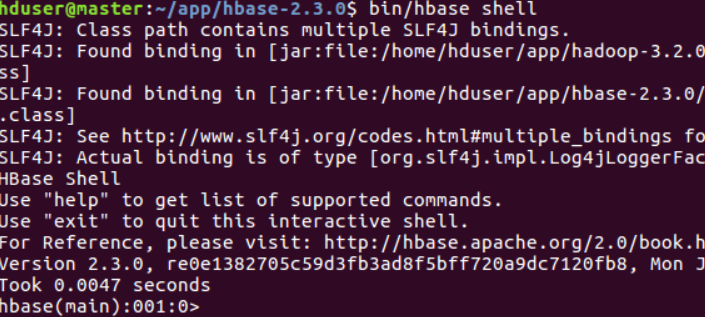 hduser@master:~/app/hbase-2.3.0$ bin/hbase shell
SLF4J: Class path contains multiple SLF4J bindings.
SLF4J: Found binding in [jar:file:/home/hduser/app/hadoop-3.2.0
ss]
SLF4J: Found binding in [jar:file:/home/hduser/app/hbase-2.3.0/
.class]
SLF4J: See http://www.slf4j.org/codes.html#multiple_bindings fo
SLF4J: Actual binding is of type [org.slf4j.impl.Log4jLoggerFac
HBase Shell
Use "help" to get list of supported commands.
Use "exit" to quit this interactive shell.
For Reference, please visit: http://hbase.apache.org/2.0/book.h
Version 2.3.0, re0e1382705c59d3fb3ad8f5bff720a9dc7120fb8, Mon J
Took 0.0047 seconds
hbase(main):001:0>